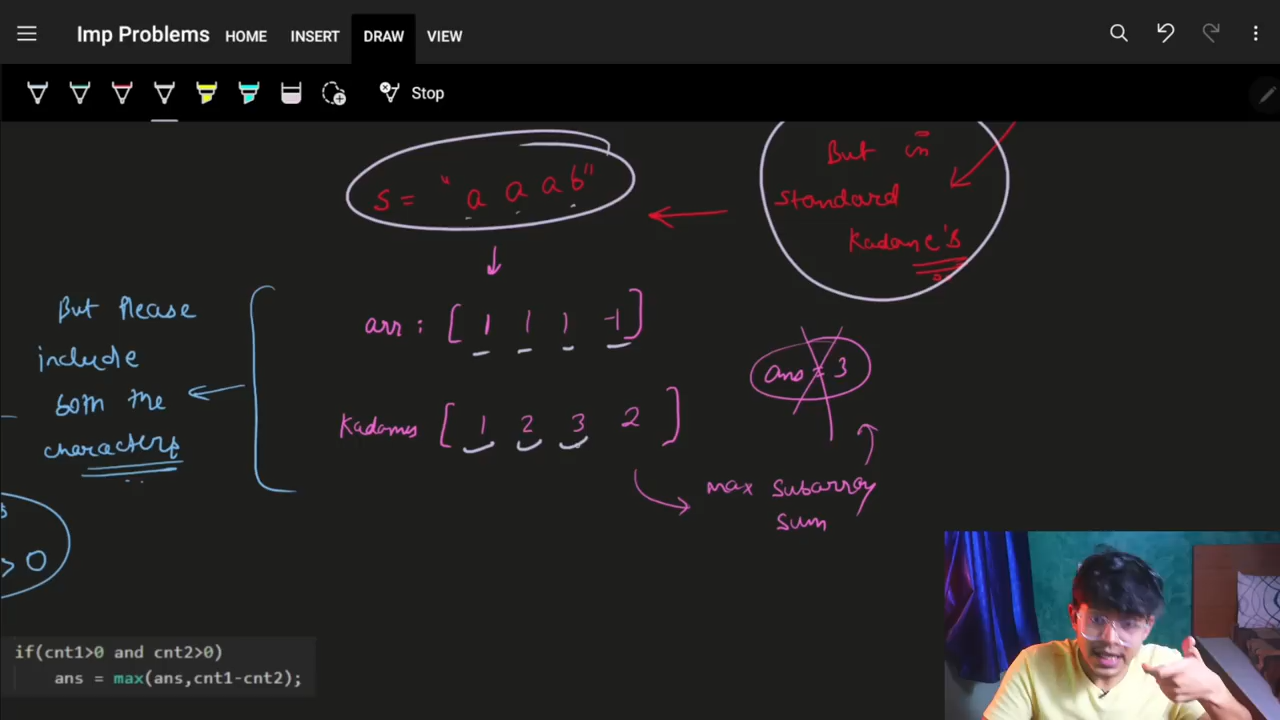 Imp Problems HOME INSERT DRAW VIEW
Stop
But in
standard
Kadane's
s = "a a a b"
arr : [ 1 1 1 -1 ]
But Please
include
both the
characters
ans = 3
Kadames [ 1 2 3 2 ]
max subarray
sum
> 0
if(cnt1>0 and cnt2>0)
ans = max(ans,cnt1-cnt2);